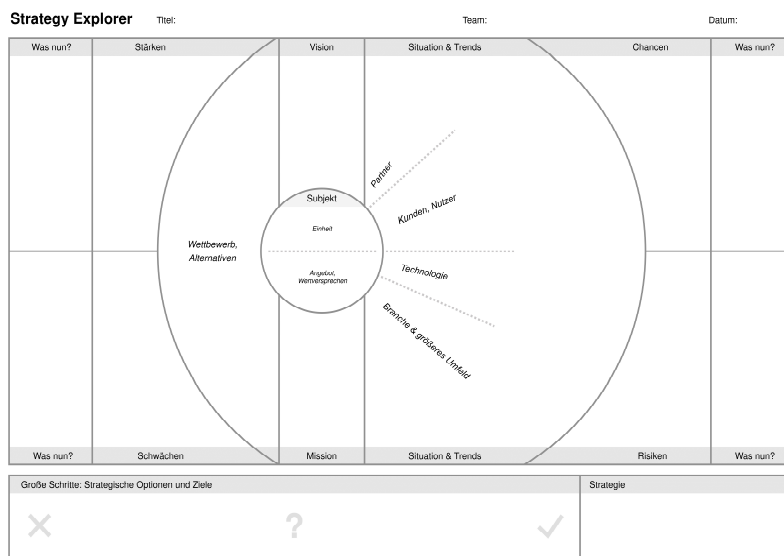 Strategy Explorer
Titel:
Team:
Datum:
Was nun?
Stärken
Vision
Situation & Trends
Chancen
Was nun?
Partner
Kunden, Nutzer
Subjekt
Einheit
Wettbewerb,
Alternativen
Angebot,
Wertversprechen
Technologie
Branche & größeres Umfeld
Was nun?
Schwächen
Mission
Situation & Trends
Risiken
Was nun?
Große Schritte: Strategische Optionen und Ziele
Strategie
?